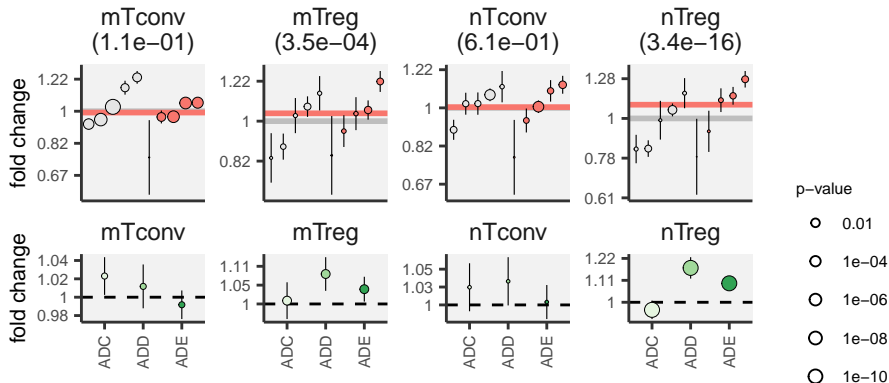 mTconv mTreg nTconv nTreg
(1.1e−01) (3.5e−04) (6.1e−01) (3.4e−16)
fold change
1.22
1
0.82
0.67
1.22
1
0.82
1.22
1
0.82
0.67
1.28
1
0.78
0.61
mTconv mTreg nTconv nTreg
fold change
1.04
1.02
1
0.98
1.11
1.05
1
1.05
1.03
1
1.22
1.11
1
ADC ADD ADE ADC ADD ADE ADC ADD ADE ADC ADD ADE
p−value
0.01
1e−04
1e−06
1e−08
1e−10